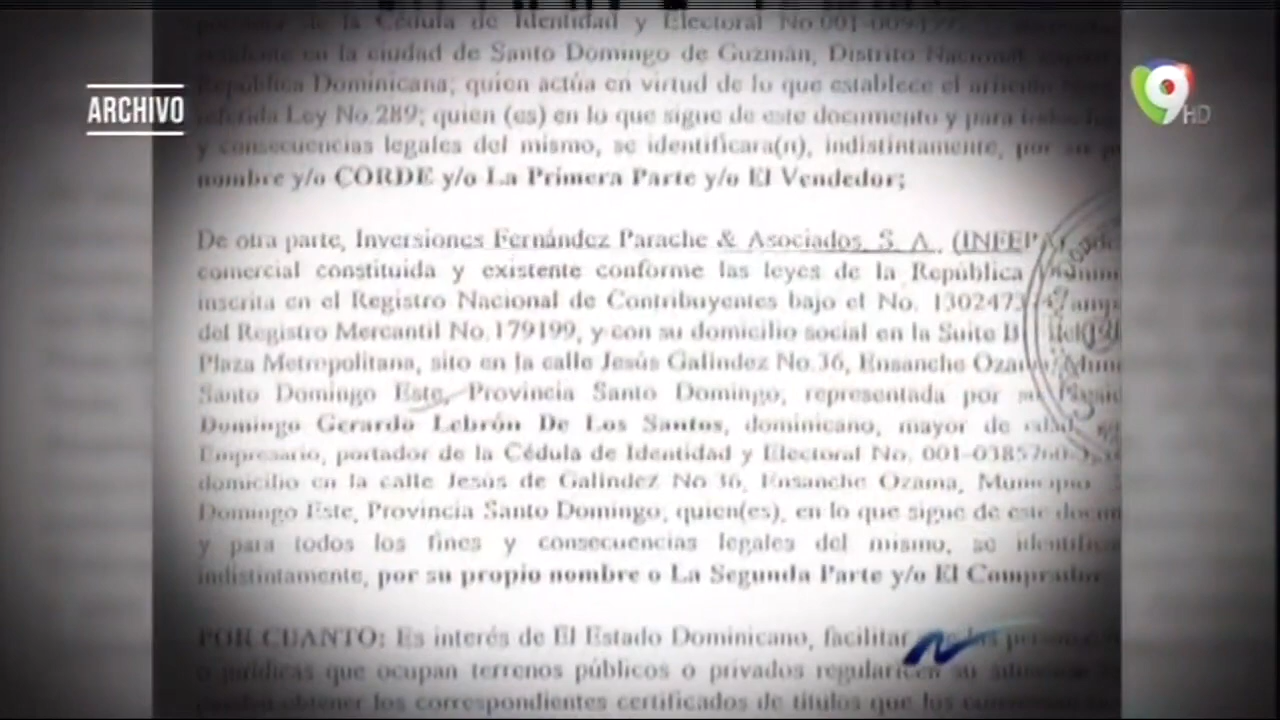 de la Cédula de Identidad y Electoral No.
ARCHIVO
9
HD
residente en la ciudad de Santo Domingo de Guzmán, Distrito Nacional,
República Dominicana; quien actúa en virtud de lo que establece el
referida Ley No.289; quien (es) en lo que sigue de este documento y para
y consecuencias legales del mismo, se identificara(n), indistintamente, por su
nombre y/o CORDE y/o La Primera Parte y/o El Vendedor;
De otra parte, Inversiones Fernández Parache & Asociados, S. A.,
comercial constituida y existente conforme las leyes de la República
inscrita en el Registro Nacional de Contribuyentes bajo el No.
del Registro Mercantil No.179199, y con su domicilio social en la Suite
Plaza Metropolitana, sito en la calle Jesús Galíndez No.36, Ensanche
Santo Domingo Este, Provincia Santo Domingo, representada por
Domingo Gerardo Lebrón De Los Santos, dominicano, mayor de
Empresario, portador de la Cédula de Identidad y Electoral No.
domicilio en la calle Jesús de Galíndez No 36, Ensanche Ozama, Municipio
Domingo Este, Provincia Santo Domingo; quien(es), en lo que sigue de este
y para todos los fines y consecuencias legales del mismo, se
indistintamente, por su propio nombre o La Segunda Parte y/o El Comprador
POR CUANTO: Es interés de El Estado Dominicano, facilitar
o jurídicas que ocupan terrenos públicos o privados regularicen su
obtener los correspondientes certificados de títulos que los